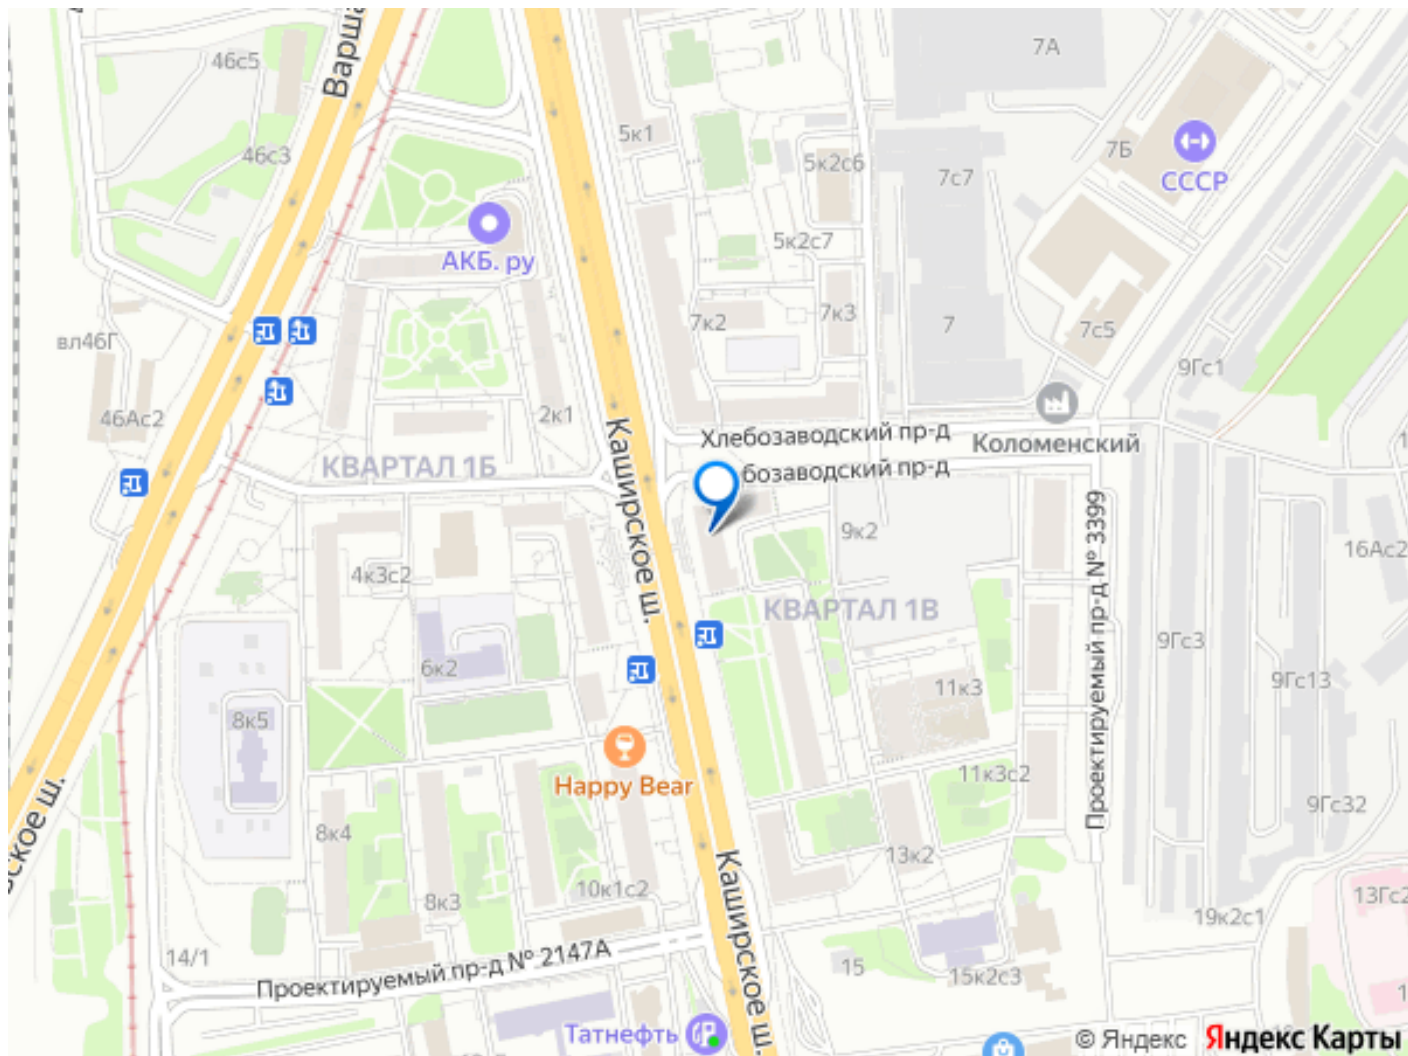 Варша
46с5
7А
5к1
7Б
46с3
5к2с6
7с7
СССР
5к2с7
АКБ. ру
7к2
7к3
7
7с5
вл46Г
9Гс1
46Ас2
2к1
Хлебозаводский пр-д
Коломенский
КВАРТАЛ 1Б
бозаводский пр-д
Каширское ш.
9к2
Проектируемый пр-д № 3399
16Ас2
4к3с2
КВАРТАЛ 1В
9Гс3
6к2
11к3
9Гс13
8к5
Happy Bear
11к3с2
ское ш.
9Гс32
8к4
13к2
Каширское ш.
10к1с2
8к3
13Гс2
19к2с1
14/1
Проектируемый пр-д № 2147А
15
15к2с3
Татнефть
© Яндекс Яндекс Карты